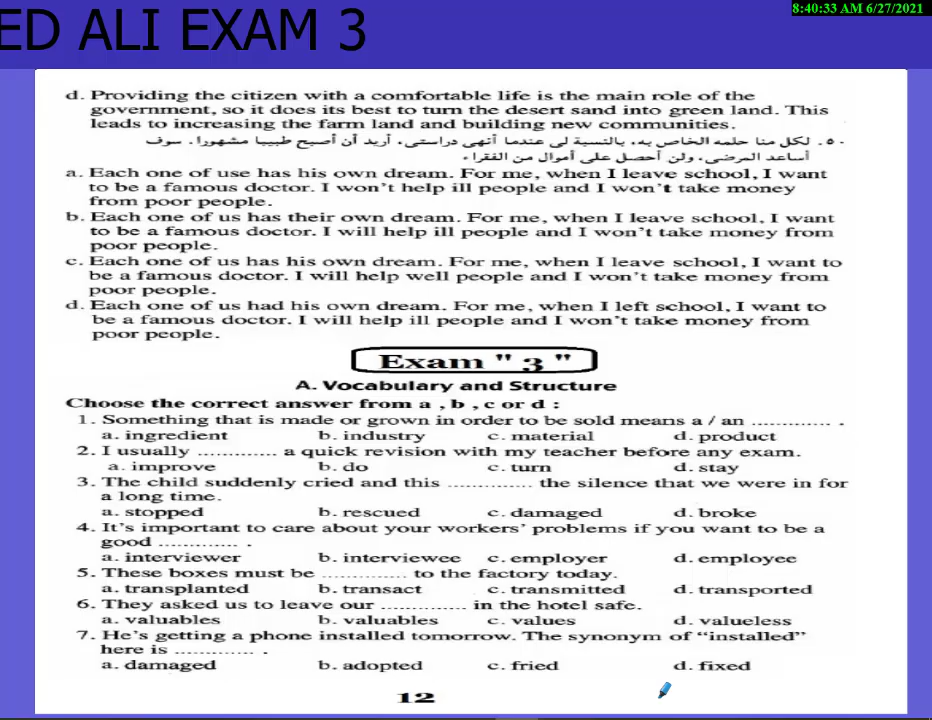 ED ALI EXAM 3
8:40:33 AM 6/27/2021
d. Providing the citizen with a comfortable life is the main role of the
government, so it does its best to turn the desert sand into green land. This
leads to increasing the farm land and building new communities.
٥- لكل منا حلمه الخاص به، بالنسبة لى عندما أنهى دراستى، أريد أن أصبح طبيبا مشهورا. سوف
أساعد المرضى، ولن أحصل على أموال من الفقراء
a. Each one of use has his own dream. For me, when I leave school, I want
to be a famous doctor. I won't help ill people and I won't take money
from poor people.
b. Each one of us has their own dream. For me, when I leave school, I want
to be a famous doctor. I will help ill people and I won't take money from
poor people.
c. Each one of us has his own dream. For me, when I leave school, I want to
be a famous doctor. I will help well people and I won't take money from
poor people.
d. Each one of us had his own dream. For me, when I left school, I want to
be a famous doctor. I will help ill people and I won't take money from
poor people.
Exam " 3 "
A. Vocabulary and Structure
Choose the correct answer from a , b , c or d :
1. Something that is made or grown in order to be sold means a / an ............. .
a. ingredient b. industry c. material d. product
2. I usually ............. a quick revision with my teacher before any exam.
a. improve b. do c. turn d. stay
3. The child suddenly cried and this ............. the silence that we were in for
a long time.
a. stopped b. rescued c. damaged d. broke
4. It's important to care about your workers' problems if you want to be a
good ............. .
a. interviewer b. interviewee c. employer d. employee
5. These boxes must be ............. to the factory today.
a. transplanted b. transact c. transmitted d. transported
6. They asked us to leave our ............. in the hotel safe.
a. valuables b. valuables c. values d. valueless
7. He's getting a phone installed tomorrow. The synonym of "installed"
here is ............. .
a. damaged b. adopted c. fried d. fixed
12